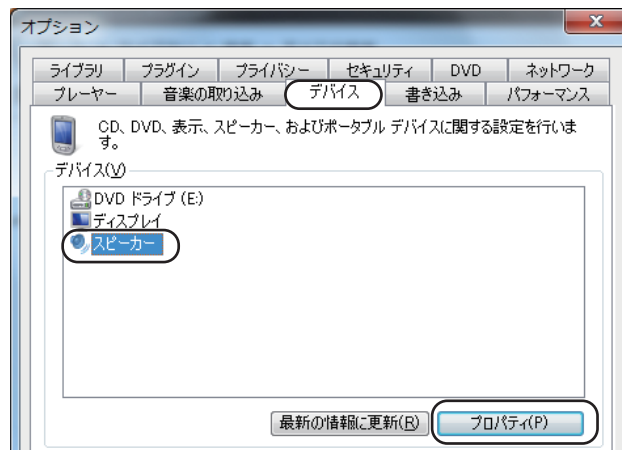 オプション
ライブラリ プラグイン プライバシー セキュリティ DVD ネットワーク
プレーヤー 音楽の取り込み デバイス 書き込み パフォーマンス
CD、DVD、表示、スピーカー、およびポータブル デバイスに関する設定を行いま
す。
デバイス(V)
DVD ドライブ (E:)
ディスプレイ
スピーカー
最新の情報に更新(R) プロパティ(P)